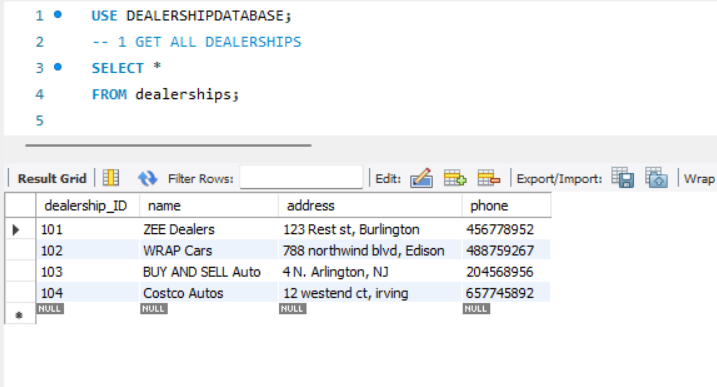 1 USE DEALERSHIPDATABASE;
2 -- 1 GET ALL DEALERSHIPS
3 SELECT *
4 FROM dealerships;
5
Result Grid Filter Rows: Edit: Export/Import: Wrap
dealership_ID name address phone
101 ZEE Dealers 123 Rest st, Burlington 456778952
102 WRAP Cars 788 northwind blvd, Edison 488759267
103 BUY AND SELL Auto 4 N. Arlington, NJ 204568956
104 Costco Autos 12 westend ct, irving 657745892
NULL NULL NULL NULL